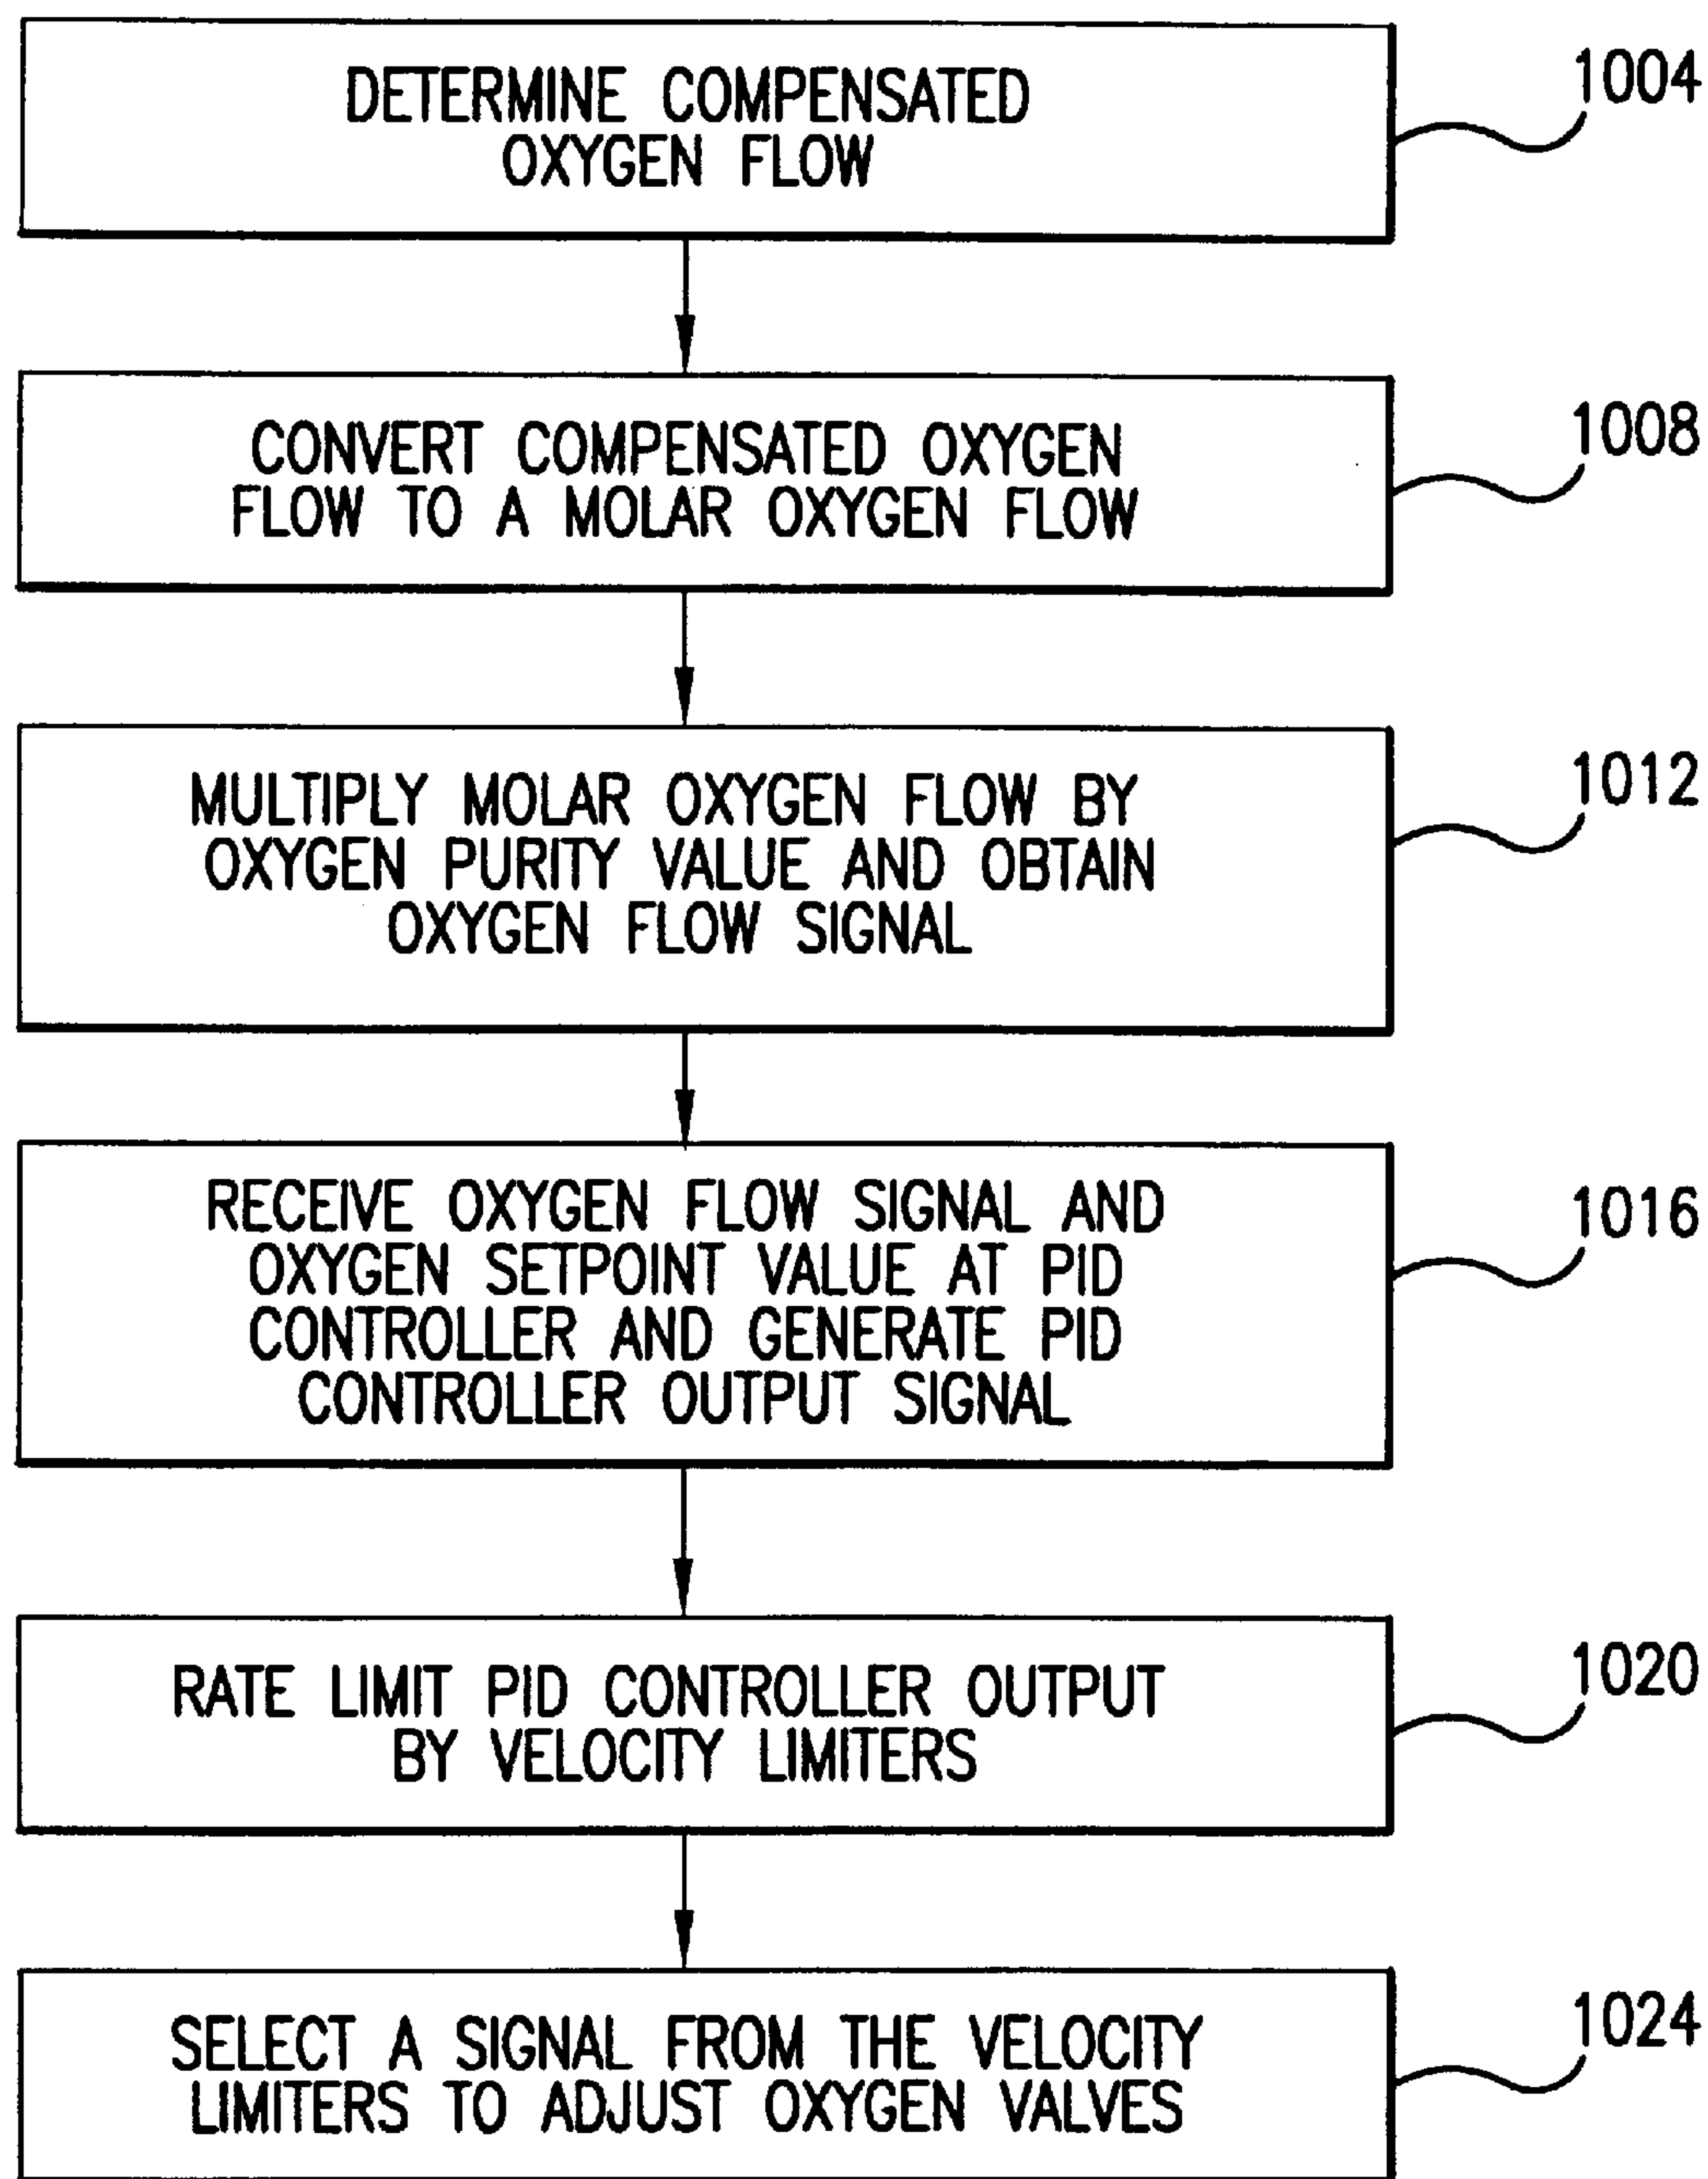 DETERMINE COMPENSATED
OXYGEN FLOW
1004
CONVERT COMPENSATED OXYGEN
FLOW TO A MOLAR OXYGEN FLOW
1008
MULTIPLY MOLAR OXYGEN FLOW BY
OXYGEN PURITY VALUE AND OBTAIN
OXYGEN FLOW SIGNAL
1012
RECEIVE OXYGEN FLOW SIGNAL AND
OXYGEN SETPOINT VALUE AT PID
CONTROLLER AND GENERATE PID
CONTROLLER OUTPUT SIGNAL
1016
RATE LIMIT PID CONTROLLER OUTPUT
BY VELOCITY LIMITERS
1020
SELECT A SIGNAL FROM THE VELOCITY
LIMITERS TO ADJUST OXYGEN VALVES
1024